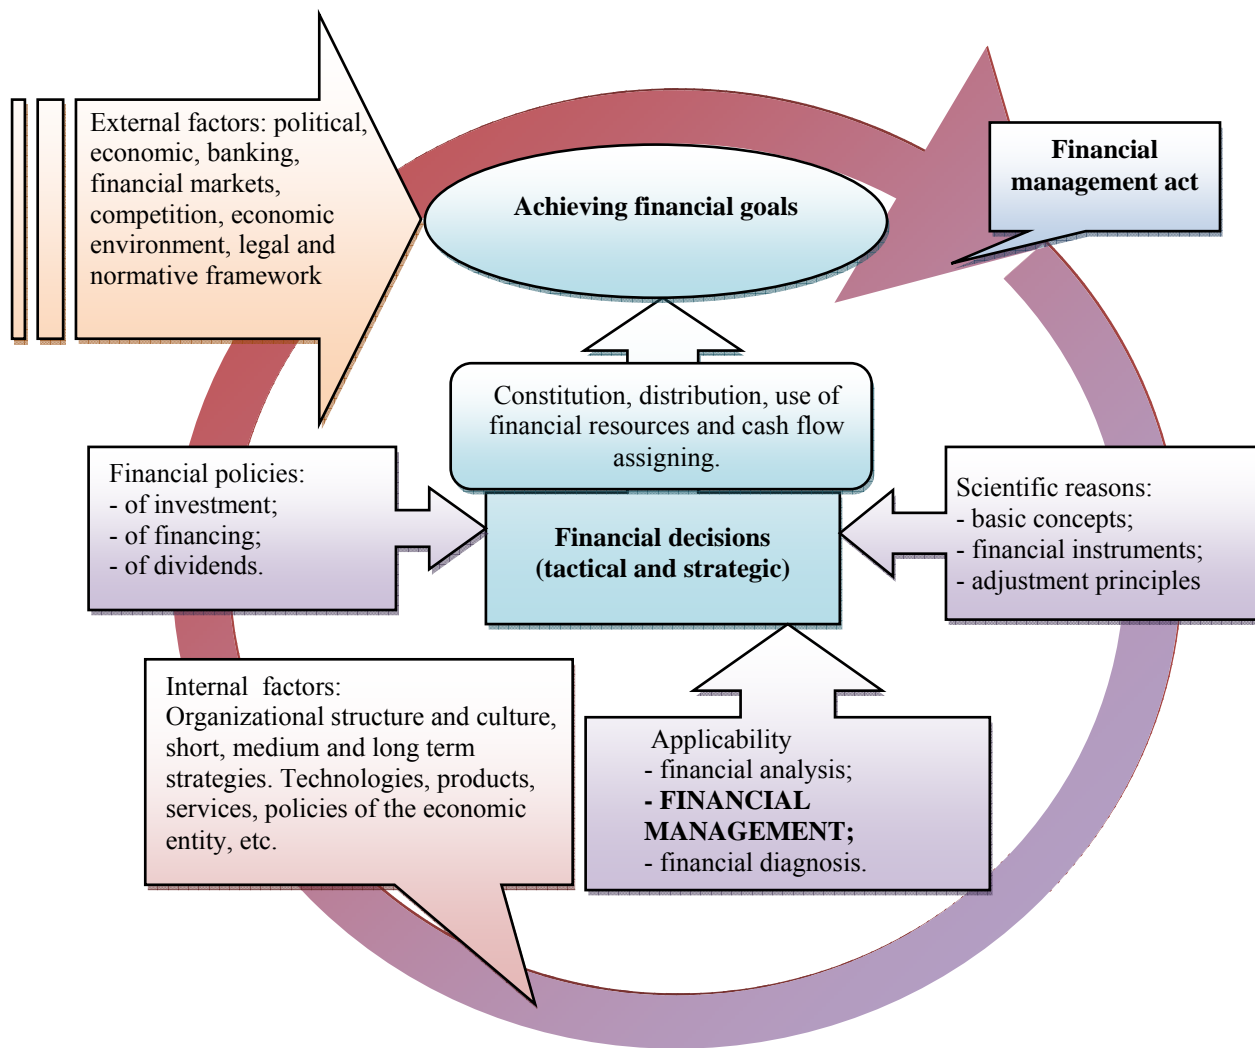 External factors: political,
economic, banking,
financial markets,
competition, economic
environment, legal and
normative framework
Achieving financial goals
Financial
management act
Constitution, distribution, use of
financial resources and cash flow
assigning.
Financial policies:
- of investment;
- of financing;
- of dividends.
Financial decisions
(tactical and strategic)
Scientific reasons:
- basic concepts;
- financial instruments;
- adjustment principles
Internal  factors:
Organizational structure and culture,
short, medium and long term
strategies. Technologies, products,
services, policies of the economic
entity, etc.
Applicability
- financial analysis;
- FINANCIAL
MANAGEMENT;
- financial diagnosis.